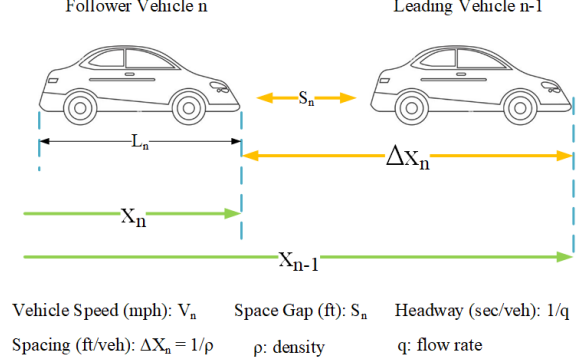 Follower Vehicle n Leading Vehicle n-1
Sn
Ln
ΔXn
Xn
Xn-1
Vehicle Speed (mph): Vn Space Gap (ft): Sn Headway (sec/veh): 1/q
Spacing (ft/veh): ΔXn = 1/ρ ρ: density q: flow rate